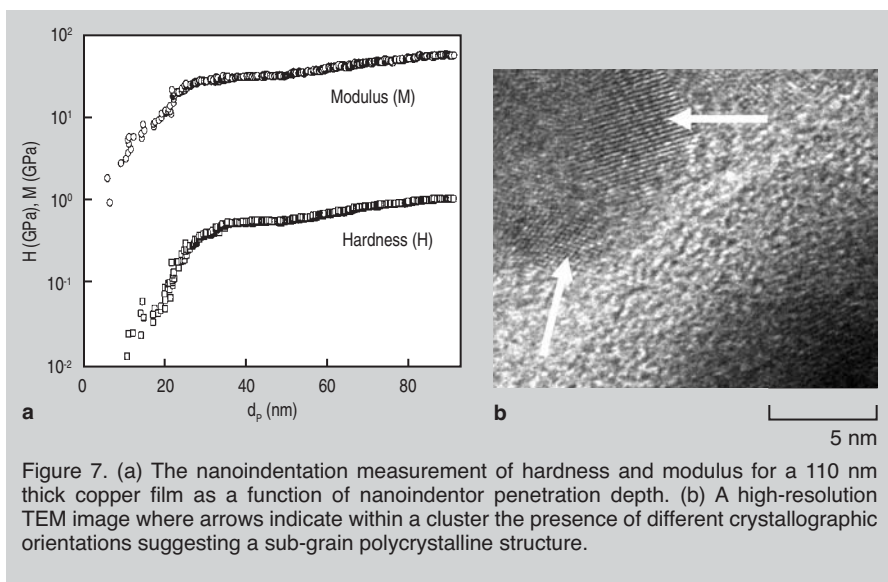 10²
10¹
10⁰
10⁻¹
10⁻²
H (GPa), M (GPa)
Modulus (M)
Hardness (H)
0 20 40 60 80
dₚ (nm)
a
b
5 nm
Figure 7. (a) The nanoindentation measurement of hardness and modulus for a 110 nm
thick copper film as a function of nanoindentor penetration depth. (b) A high-resolution
TEM image where arrows indicate within a cluster the presence of different crystallographic
orientations suggesting a sub-grain polycrystalline structure.